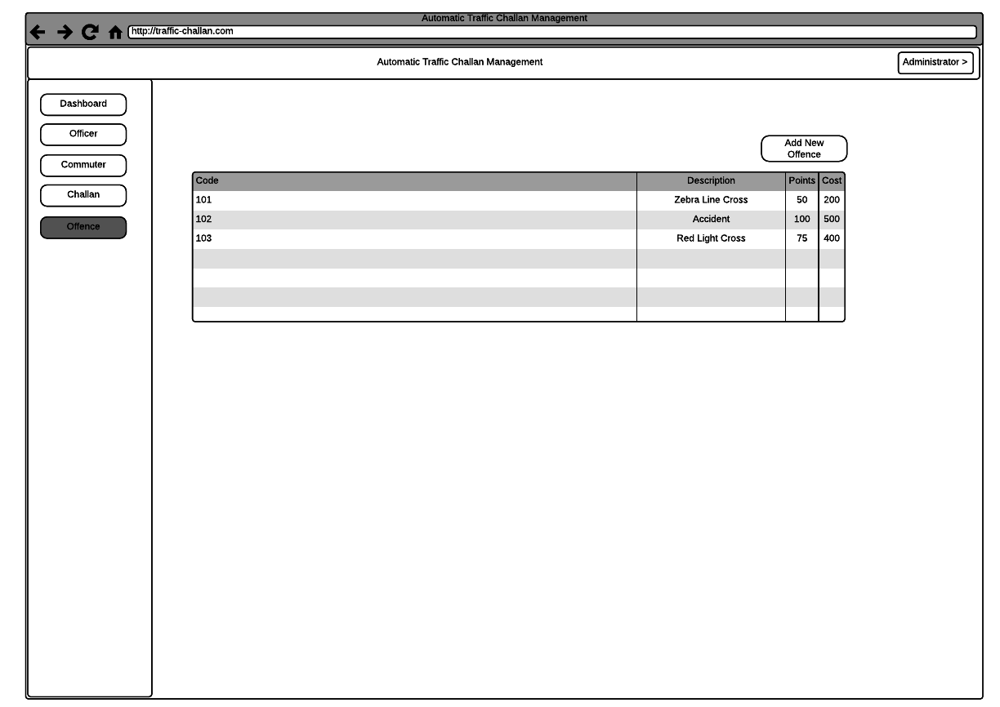 Automatic Traffic Challan Management
http://traffic-challan.com
Automatic Traffic Challan Management
Administrator >
Dashboard
Officer
Commuter
Challan
Offence
Add New
Offence
Code Description Points Cost
101 Zebra Line Cross 50 200
102 Accident 100 500
103 Red Light Cross 75 400